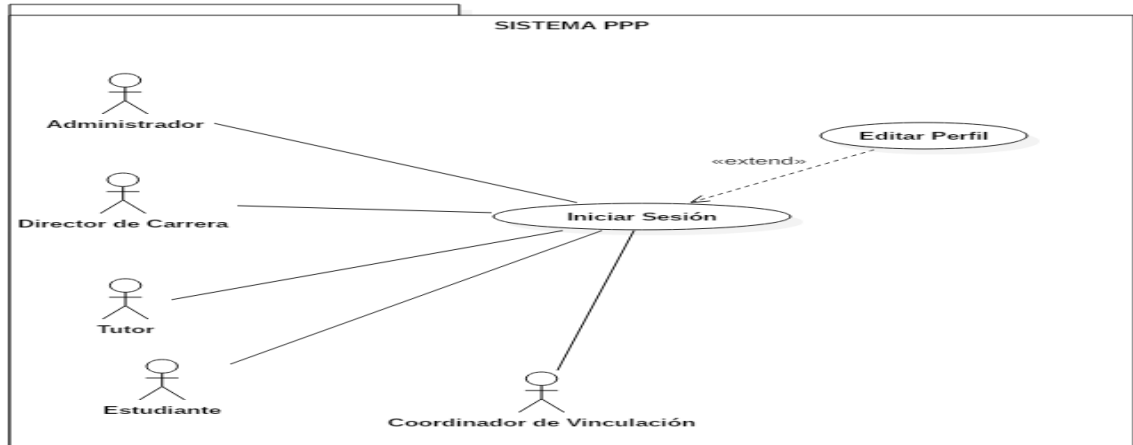 SISTEMA PPP
Administrador
Editar Perfil
«extend»
Director de Carrera
Iniciar Sesión
Tutor
Estudiante
Coordinador de Vinculación